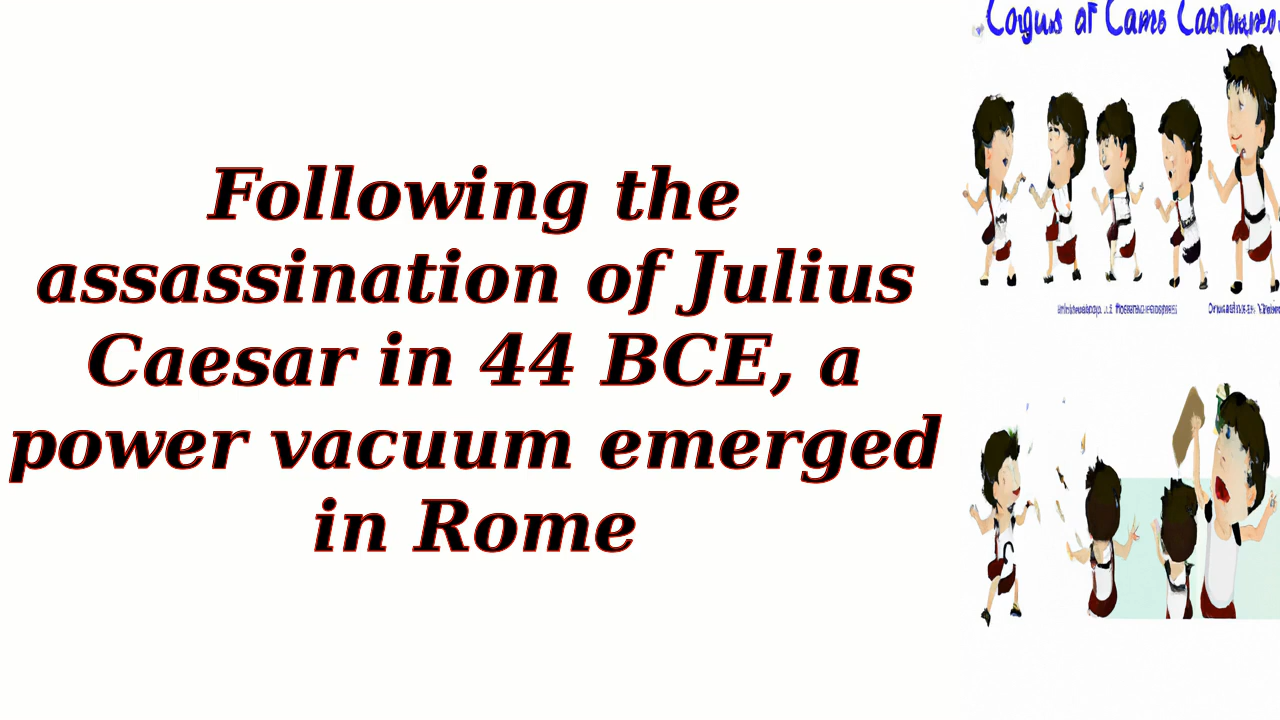 Following the
assassination of Julius
Caesar in 44 BCE, a
power vacuum emerged
in Rome